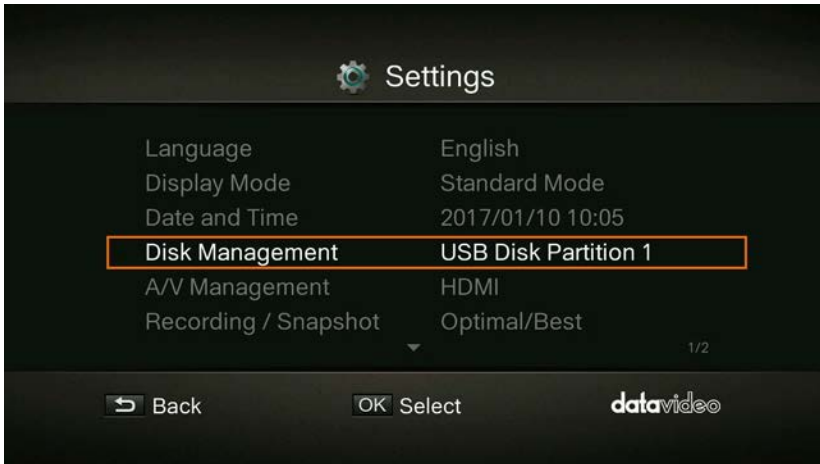 Settings
Language English
Display Mode Standard Mode
Date and Time 2017/01/10 10:05
Disk Management USB Disk Partition 1
A/V Management HDMI
Recording / Snapshot Optimal/Best
1/2
Back OK Select datavideo